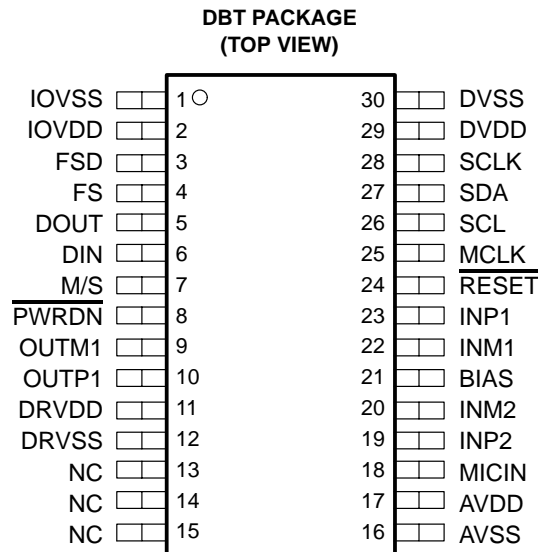 DBT PACKAGE
(TOP VIEW)
IOVSS 1 30 DVSS
IOVDD 2 29 DVDD
FSD 3 28 SCLK
FS 4 27 SDA
DOUT 5 26 SCL
DIN 6 25 MCLK
M/S 7 24 RESET
PWRDN 8 23 INP1
OUTM1 9 22 INM1
OUTP1 10 21 BIAS
DRVDD 11 20 INM2
DRVSS 12 19 INP2
NC 13 18 MICIN
NC 14 17 AVDD
NC 15 16 AVSS